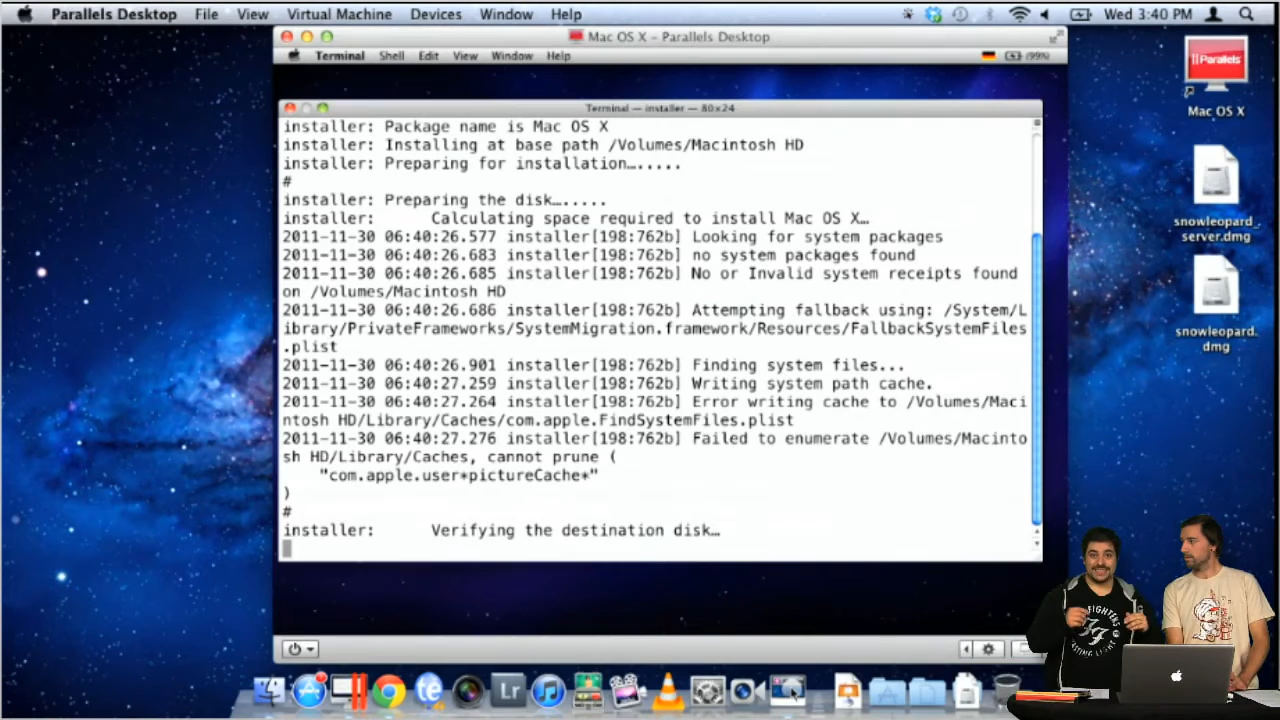 Parallels Desktop File View Virtual Machine Devices Window Help Wed 3:40 PM
Mac OS X - Parallels Desktop
Terminal Shell Edit View Window Help (99%)
Terminal — installer — 80×24
installer: Package name is Mac OS X
installer: Installing at base path /Volumes/Macintosh HD
installer: Preparing for installation….....
#
installer: Preparing the disk….....
installer: Calculating space required to install Mac OS X…
2011-11-30 06:40:26.577 installer[198:762b] Looking for system packages
2011-11-30 06:40:26.683 installer[198:762b] no system packages found
2011-11-30 06:40:26.685 installer[198:762b] No or Invalid system receipts found
on /Volumes/Macintosh HD
2011-11-30 06:40:26.686 installer[198:762b] Attempting fallback using: /System/L
ibrary/PrivateFrameworks/SystemMigration.framework/Resources/FallbackSystemFiles
.plist
2011-11-30 06:40:26.901 installer[198:762b] Finding system files...
2011-11-30 06:40:27.259 installer[198:762b] Writing system path cache.
2011-11-30 06:40:27.264 installer[198:762b] Error writing cache to /Volumes/Maci
ntosh HD/Library/Caches/com.apple.FindSystemFiles.plist
2011-11-30 06:40:27.276 installer[198:762b] Failed to enumerate /Volumes/Macinto
sh HD/Library/Caches, cannot prune (
"com.apple.user*pictureCache*"
)
#
installer: Verifying the destination disk…
Parallels
Mac OS X
snowleopard_
server.dmg
snowleopard.
dmg
Lr